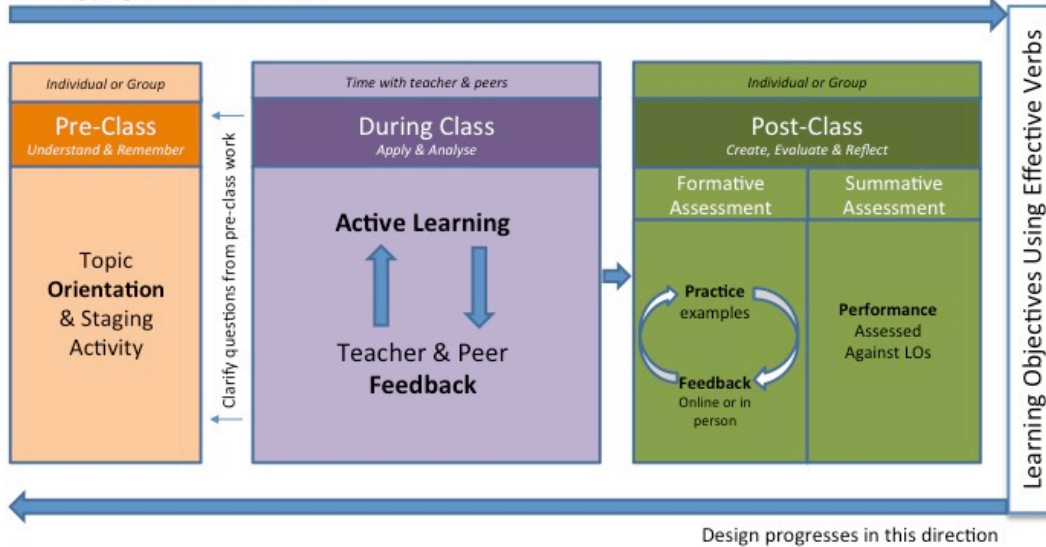 Individual or Group
Pre-Class
Understand & Remember
Topic
Orientation
& Staging
Activity
Clarify questions from pre-class work
Time with teacher & peers
During Class
Apply & Analyse
Active Learning
Teacher & Peer
Feedback
Individual or Group
Post-Class
Create, Evaluate & Reflect
Formative
Assessment
Practice
examples
Feedback
Online or in
person
Summative
Assessment
Performance
Assessed
Against LOs
Learning Objectives Using Effective Verbs
Design progresses in this direction